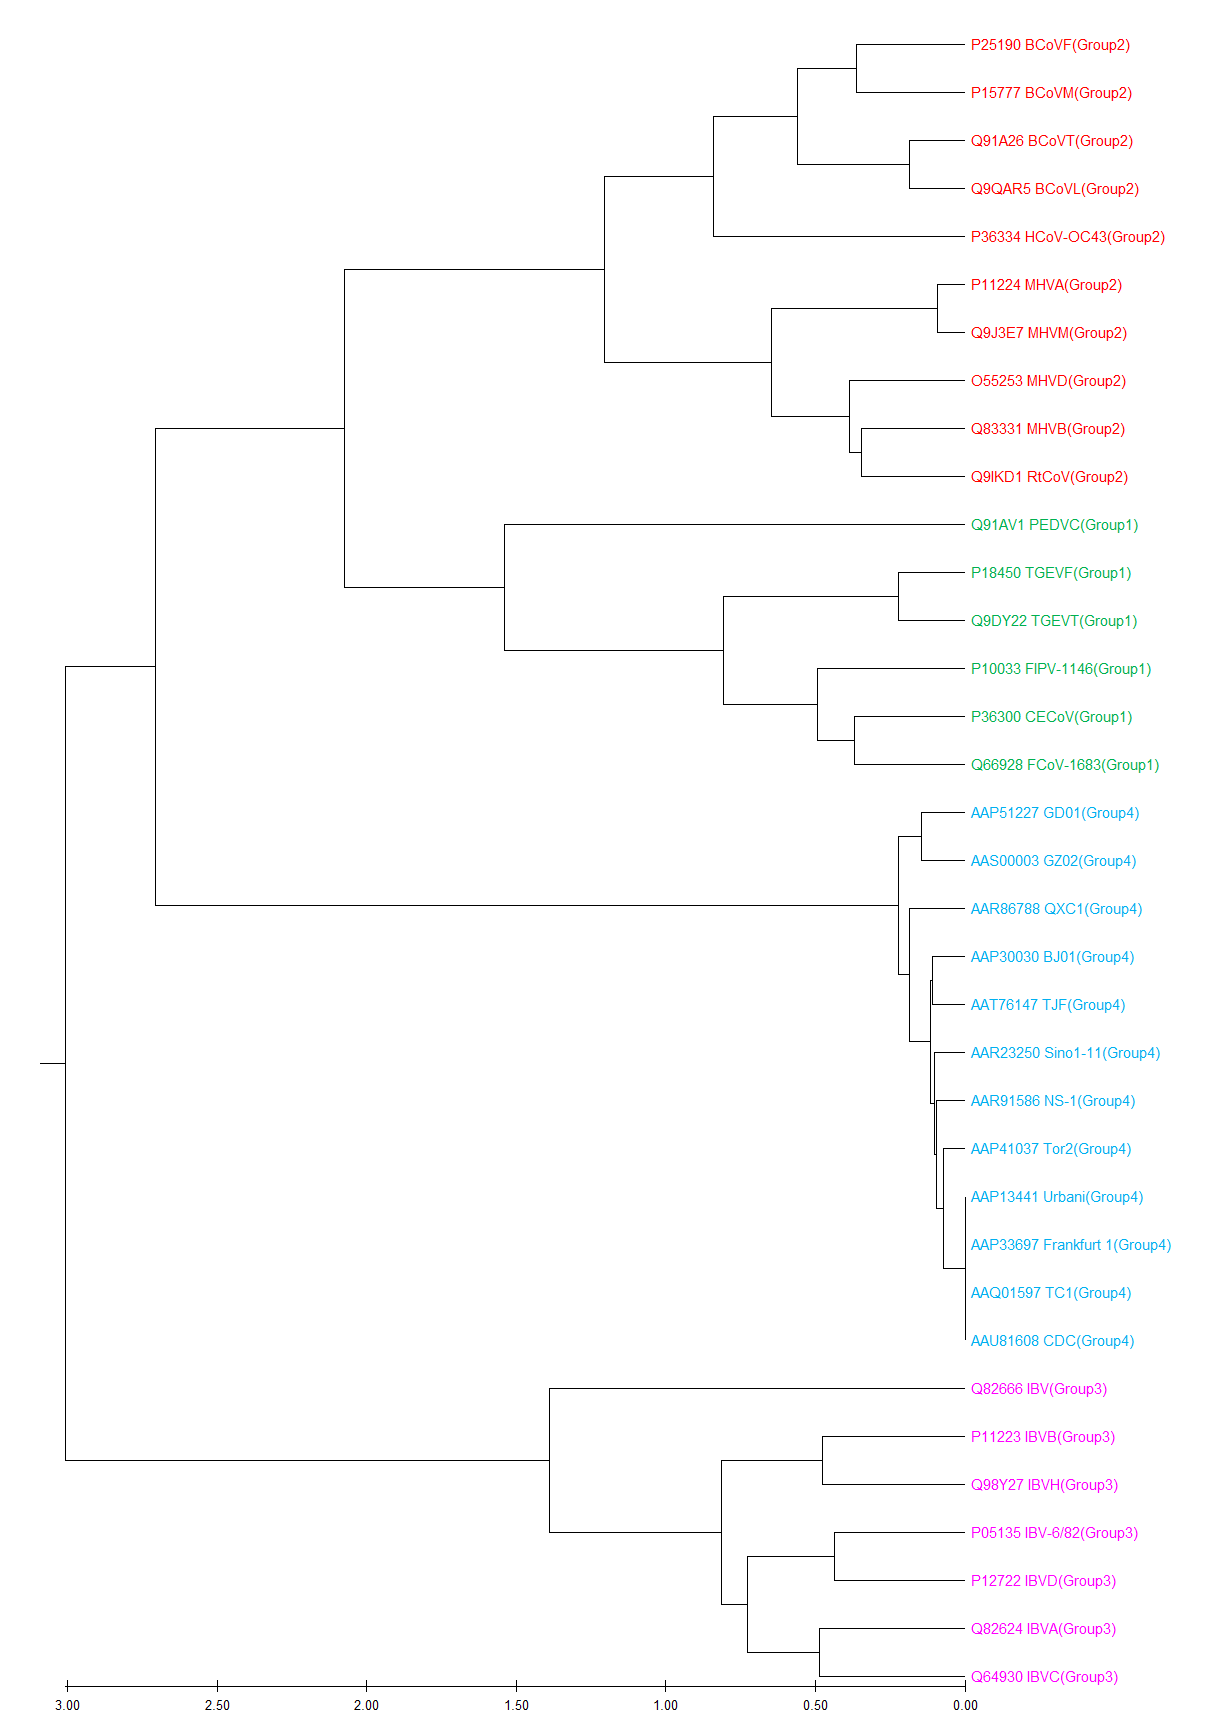 P25190 BCoVF(Group2)
P15777 BCoVM(Group2)
Q91A26 BCoVT(Group2)
Q9QAR5 BCoVL(Group2)
P36334 HCoV-OC43(Group2)
P11224 MHVA(Group2)
Q9J3E7 MHVM(Group2)
O55253 MHVD(Group2)
Q83331 MHVB(Group2)
Q9IKD1 RtCoV(Group2)
Q91AV1 PEDVC(Group1)
P18450 TGEVF(Group1)
Q9DY22 TGEVT(Group1)
P10033 FIPV-1146(Group1)
P36300 CECoV(Group1)
Q66928 FCoV-1683(Group1)
AAP51227 GD01(Group4)
AAS00003 GZ02(Group4)
AAR86788 QXC1(Group4)
AAP30030 BJ01(Group4)
AAT76147 TJF(Group4)
AAR23250 Sino1-11(Group4)
AAR91586 NS-1(Group4)
AAP41037 Tor2(Group4)
AAP13441 Urbani(Group4)
AAP33697 Frankfurt 1(Group4)
AAQ01597 TC1(Group4)
AAU81608 CDC(Group4)
Q82666 IBV(Group3)
P11223 IBVB(Group3)
Q98Y27 IBVH(Group3)
P05135 IBV-6/82(Group3)
P12722 IBVD(Group3)
Q82624 IBVA(Group3)
Q64930 IBVC(Group3)
3.00 2.50 2.00 1.50 1.00 0.50 0.00